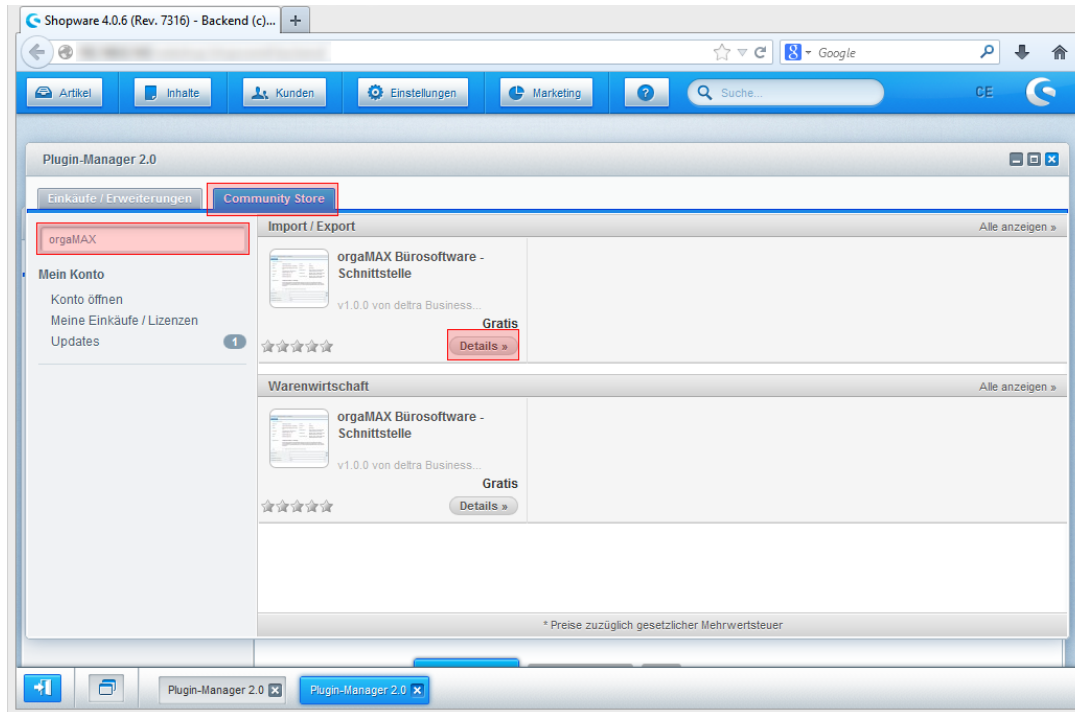 Shopware 4.0.6 (Rev. 7316) - Backend (c)...
Google
Artikel
Inhalte
Kunden
Einstellungen
Marketing
Suche...
CE
Plugin-Manager 2.0
Einkäufe / Erweiterungen
Community Store
orgaMAX
Mein Konto
Konto öffnen
Meine Einkäufe / Lizenzen
Updates
1
Import / Export
Alle anzeigen »
orgaMAX Bürosoftware -
Schnittstelle
v1.0.0 von deltra Business...
Gratis
Details »
Warenwirtschaft
Alle anzeigen »
orgaMAX Bürosoftware -
Schnittstelle
v1.0.0 von deltra Business...
Gratis
Details »
* Preise zuzüglich gesetzlicher Mehrwertsteuer
Plugin-Manager 2.0
Plugin-Manager 2.0